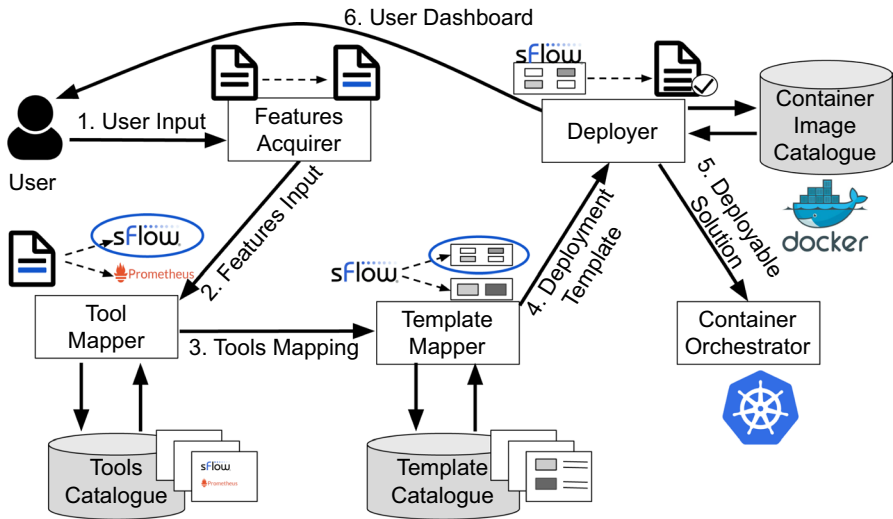 6. User Dashboard
sFlow
1. User Input
Features
Acquirer
Deployer
Container
Image
Catalogue
User
docker
sFlow
Prometheus
2. Features Input
sFlow
4. Deployment
Template
5. Deployable
Solution
Tool
Mapper
3. Tools Mapping
Template
Mapper
Container
Orchestrator
Tools
Catalogue
sFlow
Prometheus
Template
Catalogue